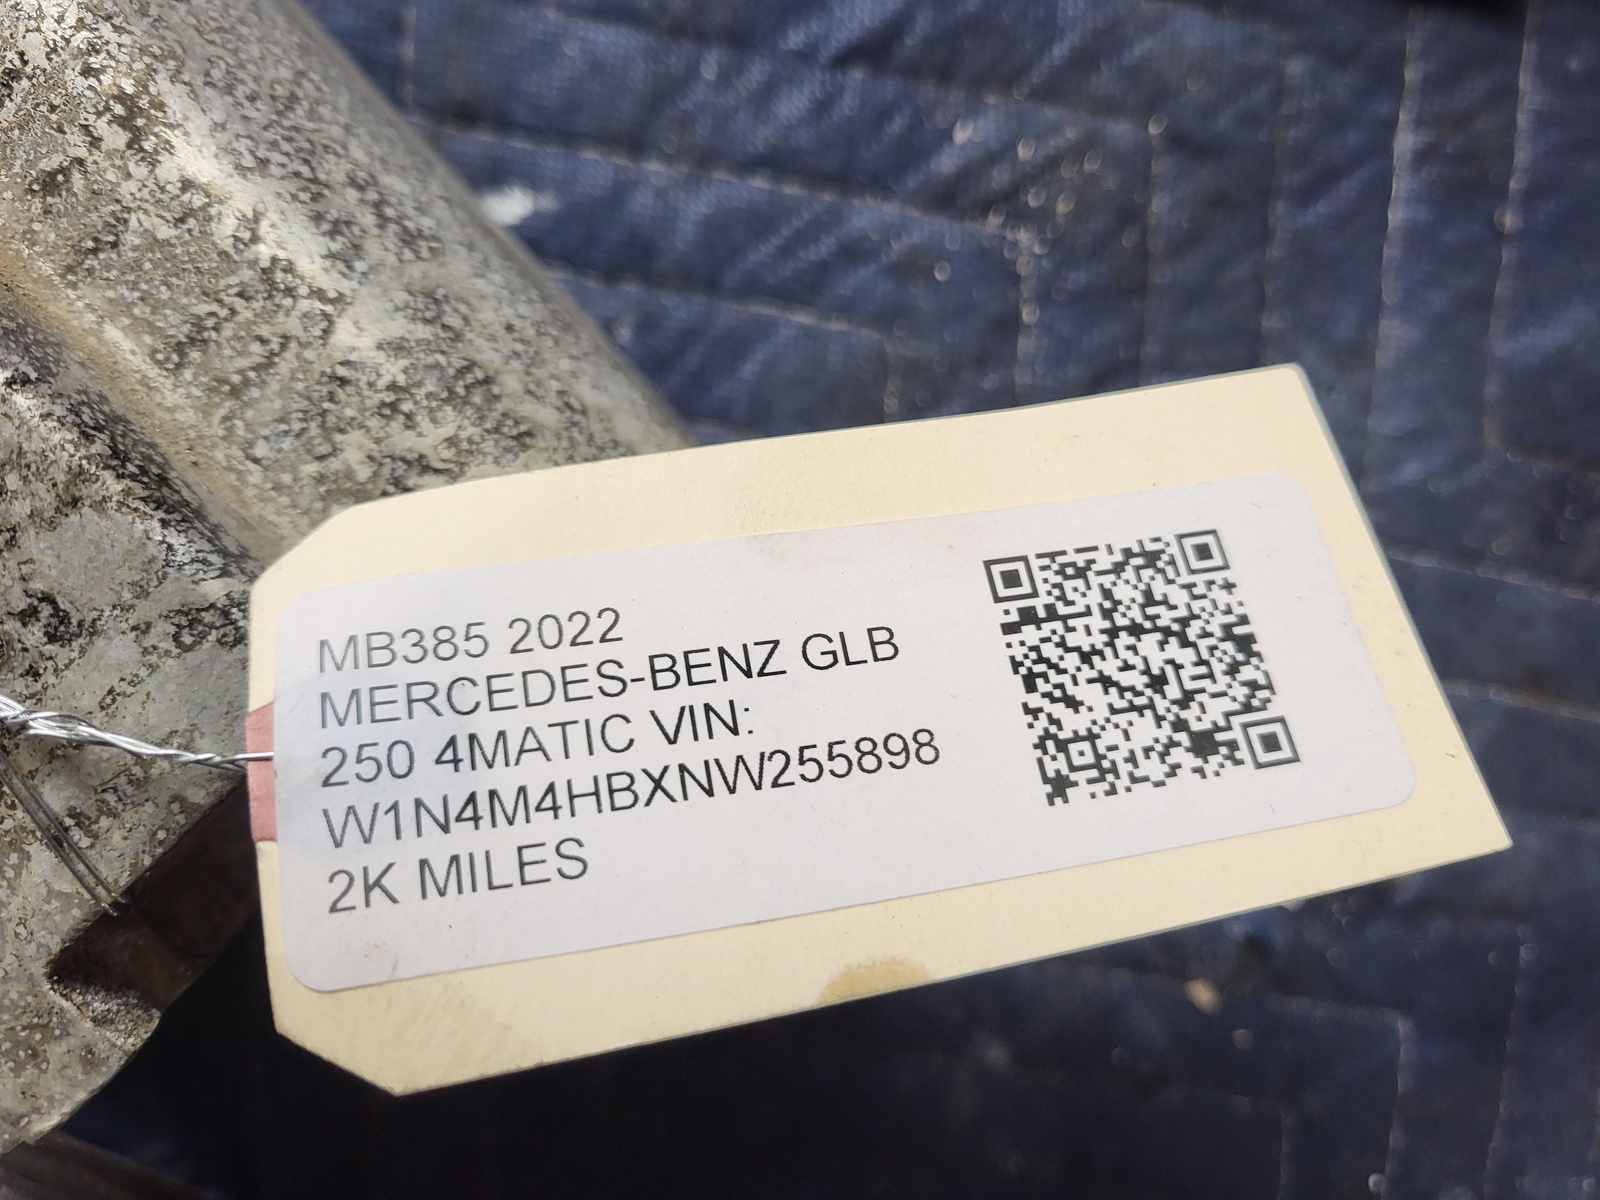 MB385 2022
MERCEDES-BENZ GLB
250 4MATIC VIN:
W1N4M4HBXNW255898
2K MILES